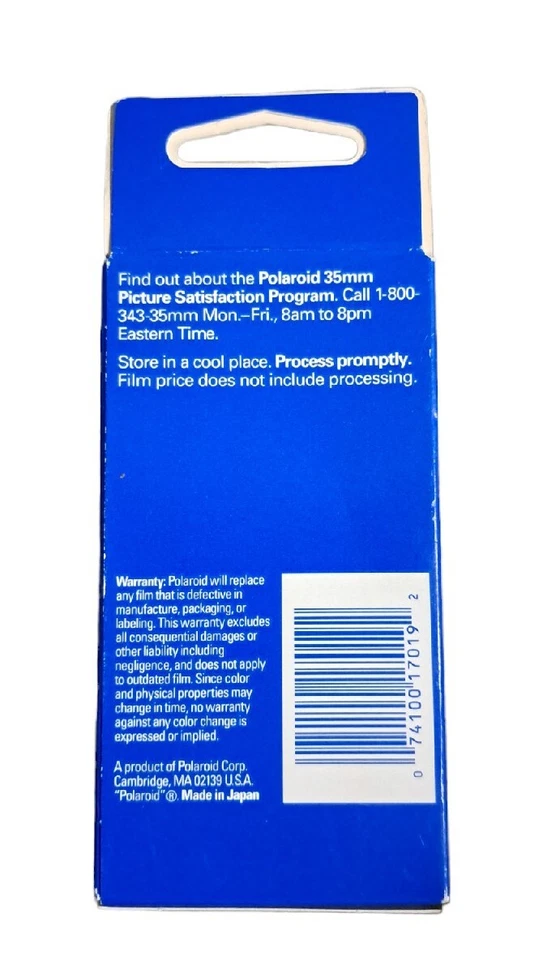 Find out about the Polaroid 35mm
Picture Satisfaction Program. Call 1-800-
343-35mm Mon.–Fri., 8am to 8pm
Eastern Time.
Store in a cool place. Process promptly.
Film price does not include processing.
Warranty: Polaroid will replace
any film that is defective in
manufacture, packaging, or
labeling. This warranty excludes
all consequential damages or
other liability including
negligence, and does not apply
to outdated film. Since color
and physical properties may
change in time, no warranty
against any color change is
expressed or implied.
A product of Polaroid Corp.
Cambridge, MA 02139 U.S.A.
"Polaroid"®. Made in Japan
0 74100 17019 2